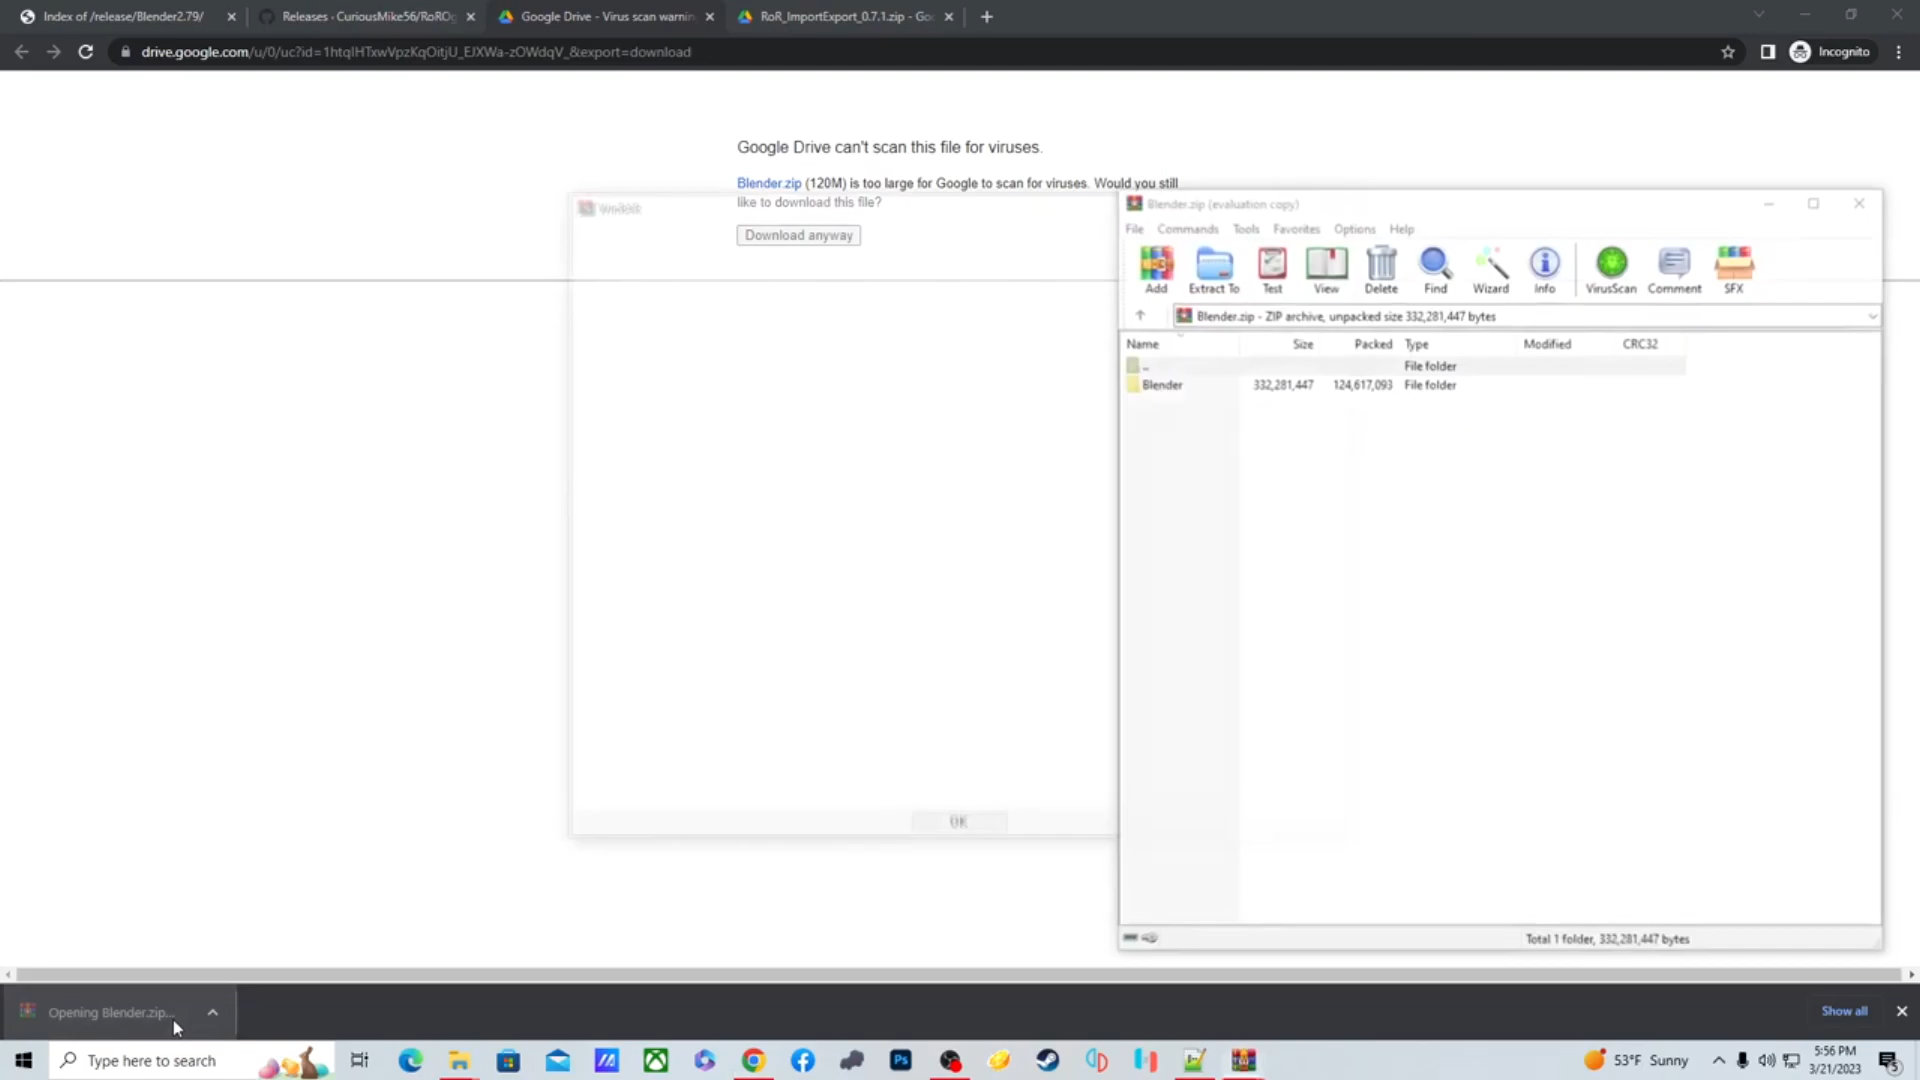 Index of /release/Blender2.79/
Releases · CuriousMike56/RoROg
Google Drive - Virus scan warnin
RoR_ImportExport_0.7.1.zip - Goo
drive.google.com/u/0/uc?id=1htqlHTxwVpzKqOitjU_EJXWa-zOWdqV_&export=download
Incognito
Google Drive can't scan this file for viruses.
Blender.zip (120M) is too large for Google to scan for viruses. Would you still
like to download this file?
Download anyway
WinRAR
OK
Blender.zip (evaluation copy)
File Commands Tools Favorites Options Help
Add Extract To Test View Delete Find Wizard Info VirusScan Comment SFX
Blender.zip - ZIP archive, unpacked size 332,281,447 bytes
Name Size Packed Type Modified CRC32
.. File folder
Blender 332,281,447 124,617,093 File folder
Total 1 folder, 332,281,447 bytes
Opening Blender.zip...
Show all
Type here to search
Ps
53°F Sunny
5:56 PM
3/21/2023
5